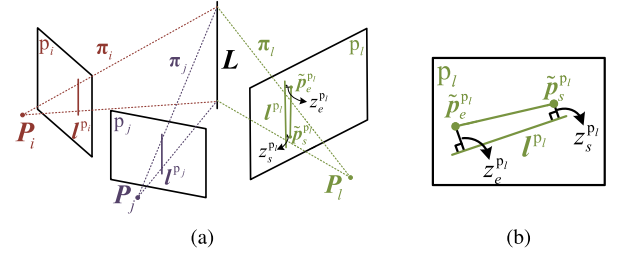 p_i
π_i
π_j
π_l
p_l
L
p̃_e^{p_l}
z_e^{p_l}
l^{p_l}
p_j
l^{p_i}
P_i
p̃_s^{p_l}
z_s^{p_l}
l^{p_j}
P_j
P_l
(a)
p_l
p̃_s^{p_l}
p̃_e^{p_l}
z_s^{p_l}
l^{p_l}
z_e^{p_l}
(b)